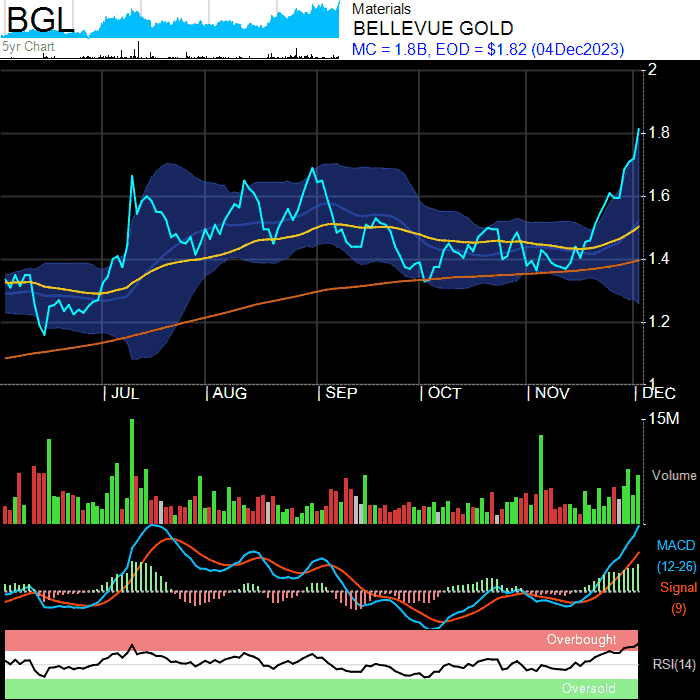 BGL
5yr Chart
Materials
BELLEVUE GOLD
MC = 1.8B, EOD = $1.82 (04Dec2023)
2
1.8
1.6
1.4
1.2
1
JUL AUG SEP OCT NOV DEC
15M
Volume
MACD
(12-26)
Signal
(9)
Overbought
RSI(14)
Oversold